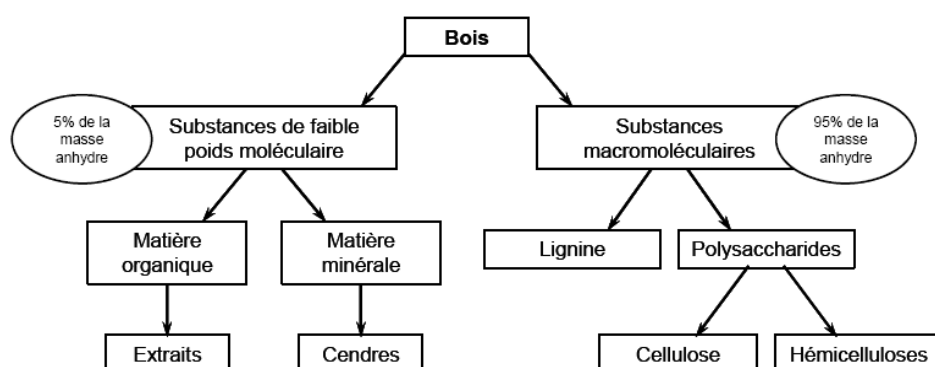 Bois
5% de la
masse
anhydre
Substances de faible
poids moléculaire
Substances
macromoléculaires
95% de la
masse
anhydre
Matière
organique
Matière
minérale
Lignine
Polysaccharides
Extraits
Cendres
Cellulose
Hémicelluloses